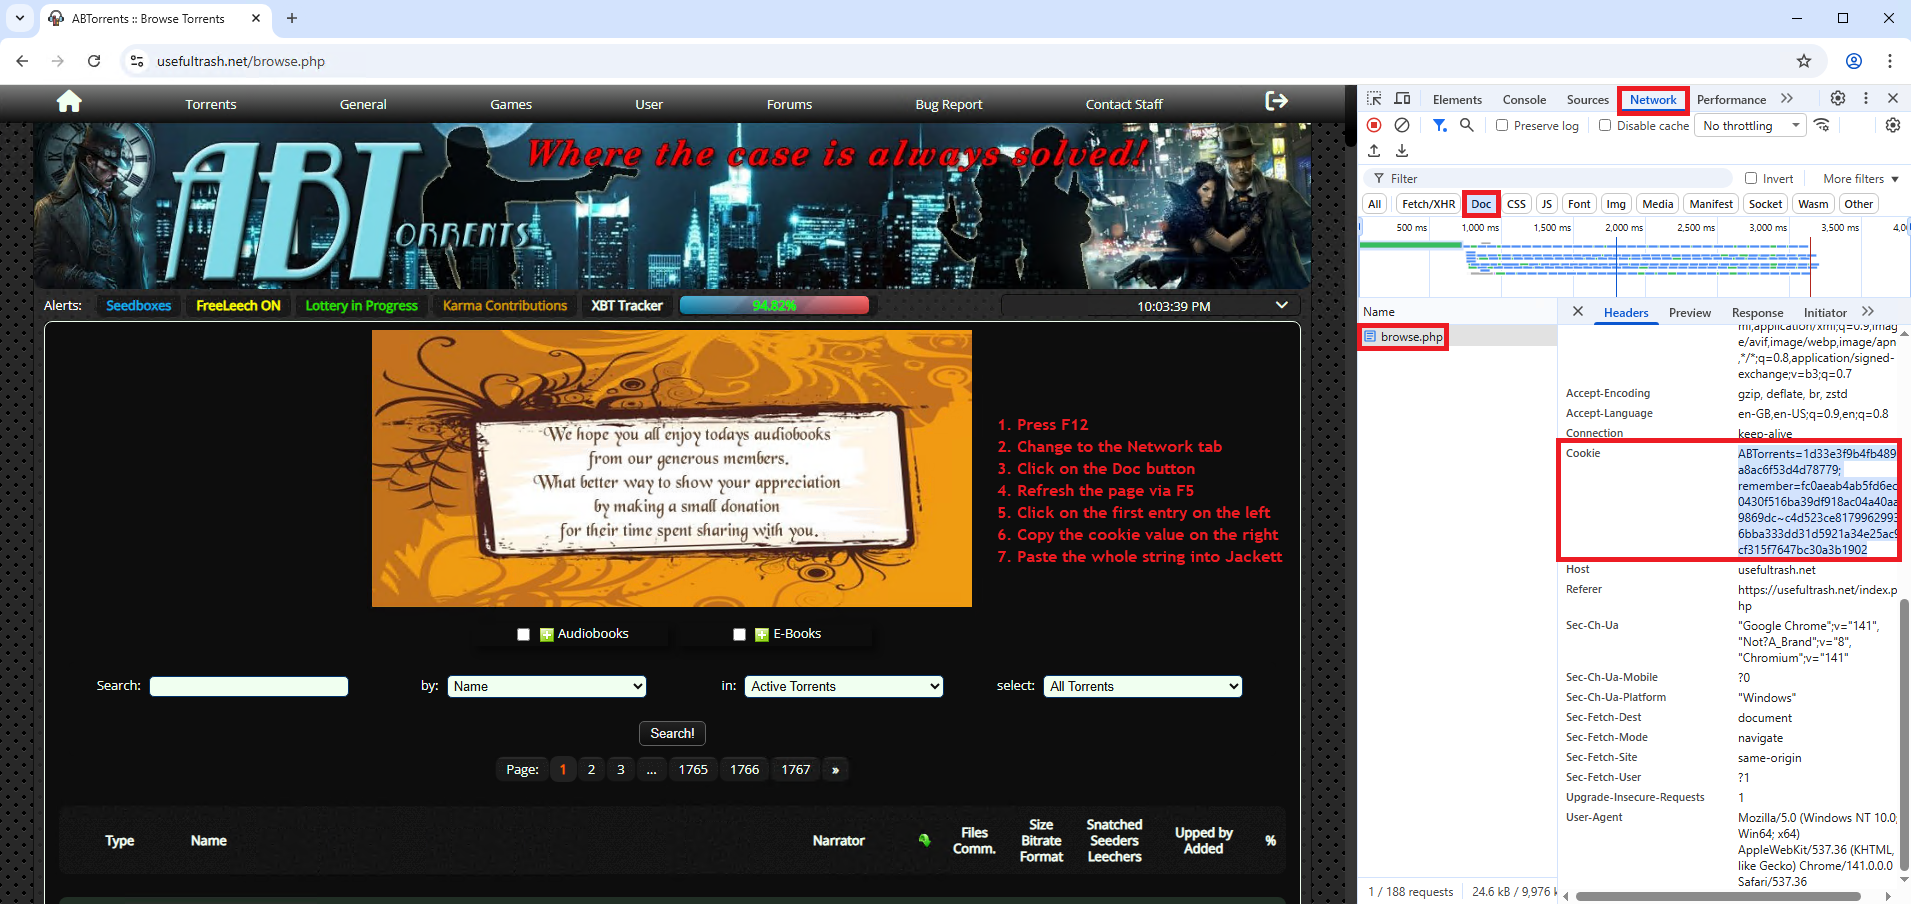 ABTorrents :: Browse Torrents
usefultrash.net/browse.php
Torrents General Games User Forums Bug Report Contact Staff
Where the case is always solved!
ABTORRENTS
Alerts: Seedboxes FreeLeech ON Lottery in Progress Karma Contributions XBT Tracker 94.82% 10:03:39 PM
We hope you all enjoy todays audiobooks
from our generous members.
What better way to show your appreciation
by making a small donation
for their time spent sharing with you.
1. Press F12
2. Change to the Network tab
3. Click on the Doc button
4. Refresh the page via F5
5. Click on the first entry on the left
6. Copy the cookie value on the right
7. Paste the whole string into Jackett
Audiobooks E-Books
Search: by: Name in: Active Torrents select: All Torrents
Search!
Page: 1 2 3 ... 1765 1766 1767 »
Type Name Narrator Files Comm. Size Bitrate Format Snatched Seeders Leechers Upped by Added %
Elements Console Sources Network Performance
Preserve log Disable cache No throttling
Filter Invert More filters
All Fetch/XHR Doc CSS JS Font Img Media Manifest Socket Wasm Other
500 ms 1,000 ms 1,500 ms 2,000 ms 2,500 ms 3,000 ms 3,500 ms 4,0
Name
browse.php
Headers Preview Response Initiator
ml,application/xml;q=0.9,imag
e/avif,image/webp,image/apn
,*/*;q=0.8,application/signed-
exchange;v=b3;q=0.7
Accept-Encoding gzip, deflate, br, zstd
Accept-Language en-GB,en-US;q=0.9,en;q=0.8
Connection keep-alive
Cookie ABTorrents=1d33e3f9b4fb489
a8ac6f53d4d78779;
remember=fc0aeab4ab5fd6ec
0430f516ba39df918ac04a40aa
9869dc~c4d523ce8179962993
6bba333dd31d5921a34e25ac9
cf315f7647bc30a3b1902
Host usefultrash.net
Referer https://usefultrash.net/index.p
hp
Sec-Ch-Ua "Google Chrome";v="141",
"Not?A_Brand";v="8",
"Chromium";v="141"
Sec-Ch-Ua-Mobile ?0
Sec-Ch-Ua-Platform "Windows"
Sec-Fetch-Dest document
Sec-Fetch-Mode navigate
Sec-Fetch-Site same-origin
Sec-Fetch-User ?1
Upgrade-Insecure-Requests 1
User-Agent Mozilla/5.0 (Windows NT 10.0;
Win64; x64)
AppleWebKit/537.36 (KHTML,
like Gecko) Chrome/141.0.0.0
Safari/537.36
1 / 188 requests 24.6 kB / 9,976 k